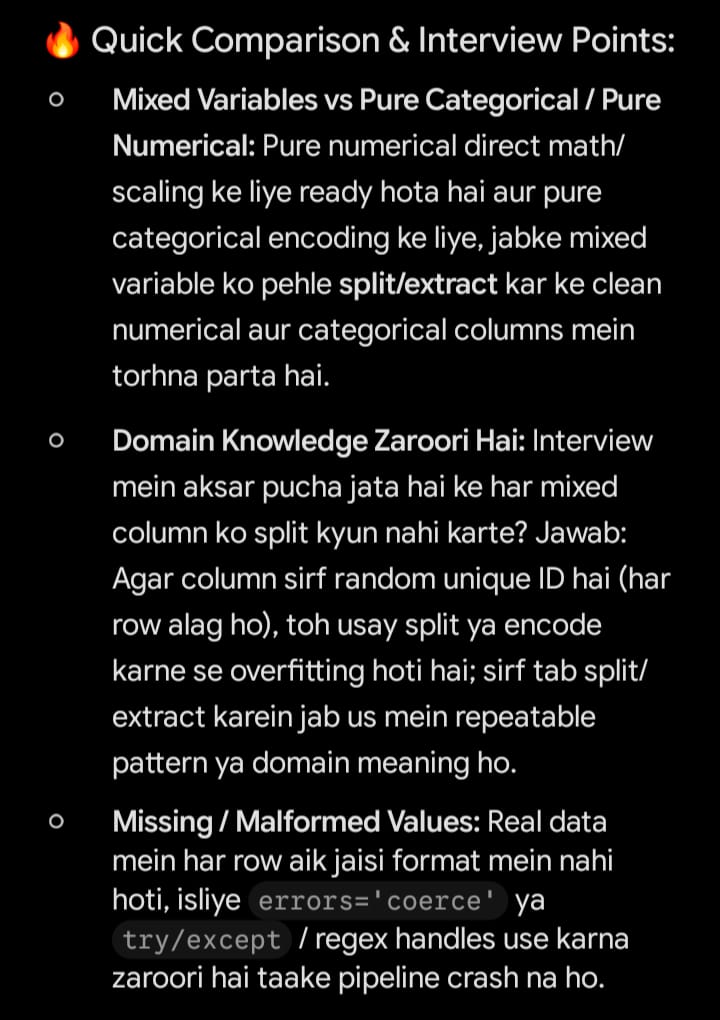 🔥 Quick Comparison & Interview Points:
○ Mixed Variables vs Pure Categorical / Pure
Numerical: Pure numerical direct math/
scaling ke liye ready hota hai aur pure
categorical encoding ke liye, jabke mixed
variable ko pehle split/extract kar ke clean
numerical aur categorical columns mein
torhna parta hai.
○ Domain Knowledge Zaroori Hai: Interview
mein aksar pucha jata hai ke har mixed
column ko split kyun nahi karte? Jawab:
Agar column sirf random unique ID hai (har
row alag ho), toh usay split ya encode
karne se overfitting hoti hai; sirf tab split/
extract karein jab us mein repeatable
pattern ya domain meaning ho.
○ Missing / Malformed Values: Real data
mein har row aik jaisi format mein nahi
hoti, isliye errors='coerce' ya
try/except / regex handles use karna
zaroori hai taake pipeline crash na ho.